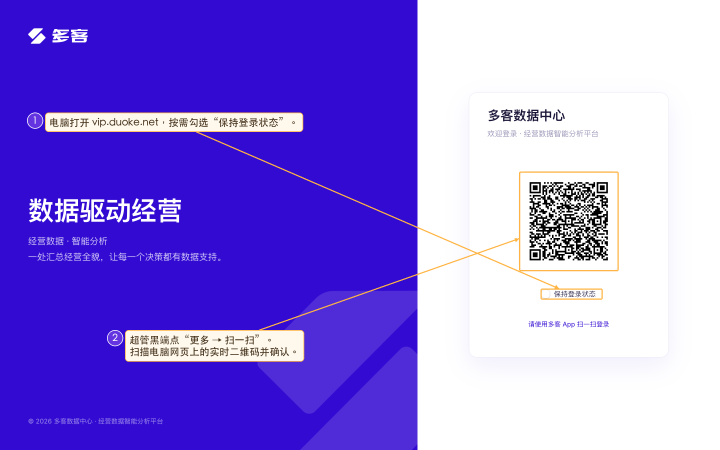 多客
1 电脑打开 vip.duoke.net，按需勾选“保持登录状态”。
数据驱动经营
经营数据 · 智能分析
一处汇总经营全貌，让每一个决策都有数据支持。
2 超管黑端点“更多 → 扫一扫”。
扫描电脑网页上的实时二维码并确认。
© 2026 多客数据中心 · 经营数据智能分析平台
多客数据中心
欢迎登录 · 经营数据智能分析平台
保持登录状态
请使用多客 App 扫一扫登录